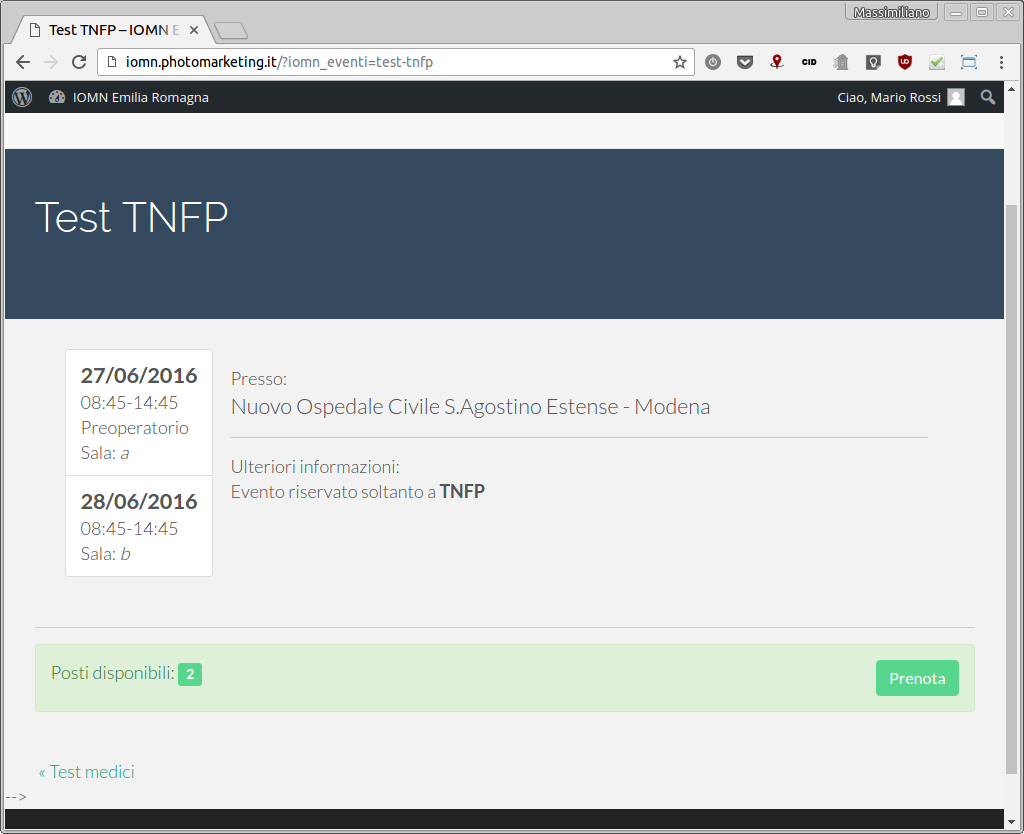 Massimiliano
Test TNFP – IOMN E
iomn.photomarketing.it/?iomn_eventi=test-tnfp
CID
UD
IOMN Emilia Romagna
Ciao, Mario Rossi
Test TNFP
27/06/2016
08:45-14:45
Preoperatorio
Sala: a
28/06/2016
08:45-14:45
Sala: b
Presso:
Nuovo Ospedale Civile S.Agostino Estense - Modena
Ulteriori informazioni:
Evento riservato soltanto a TNFP
Posti disponibili: 2
Prenota
« Test medici
-->